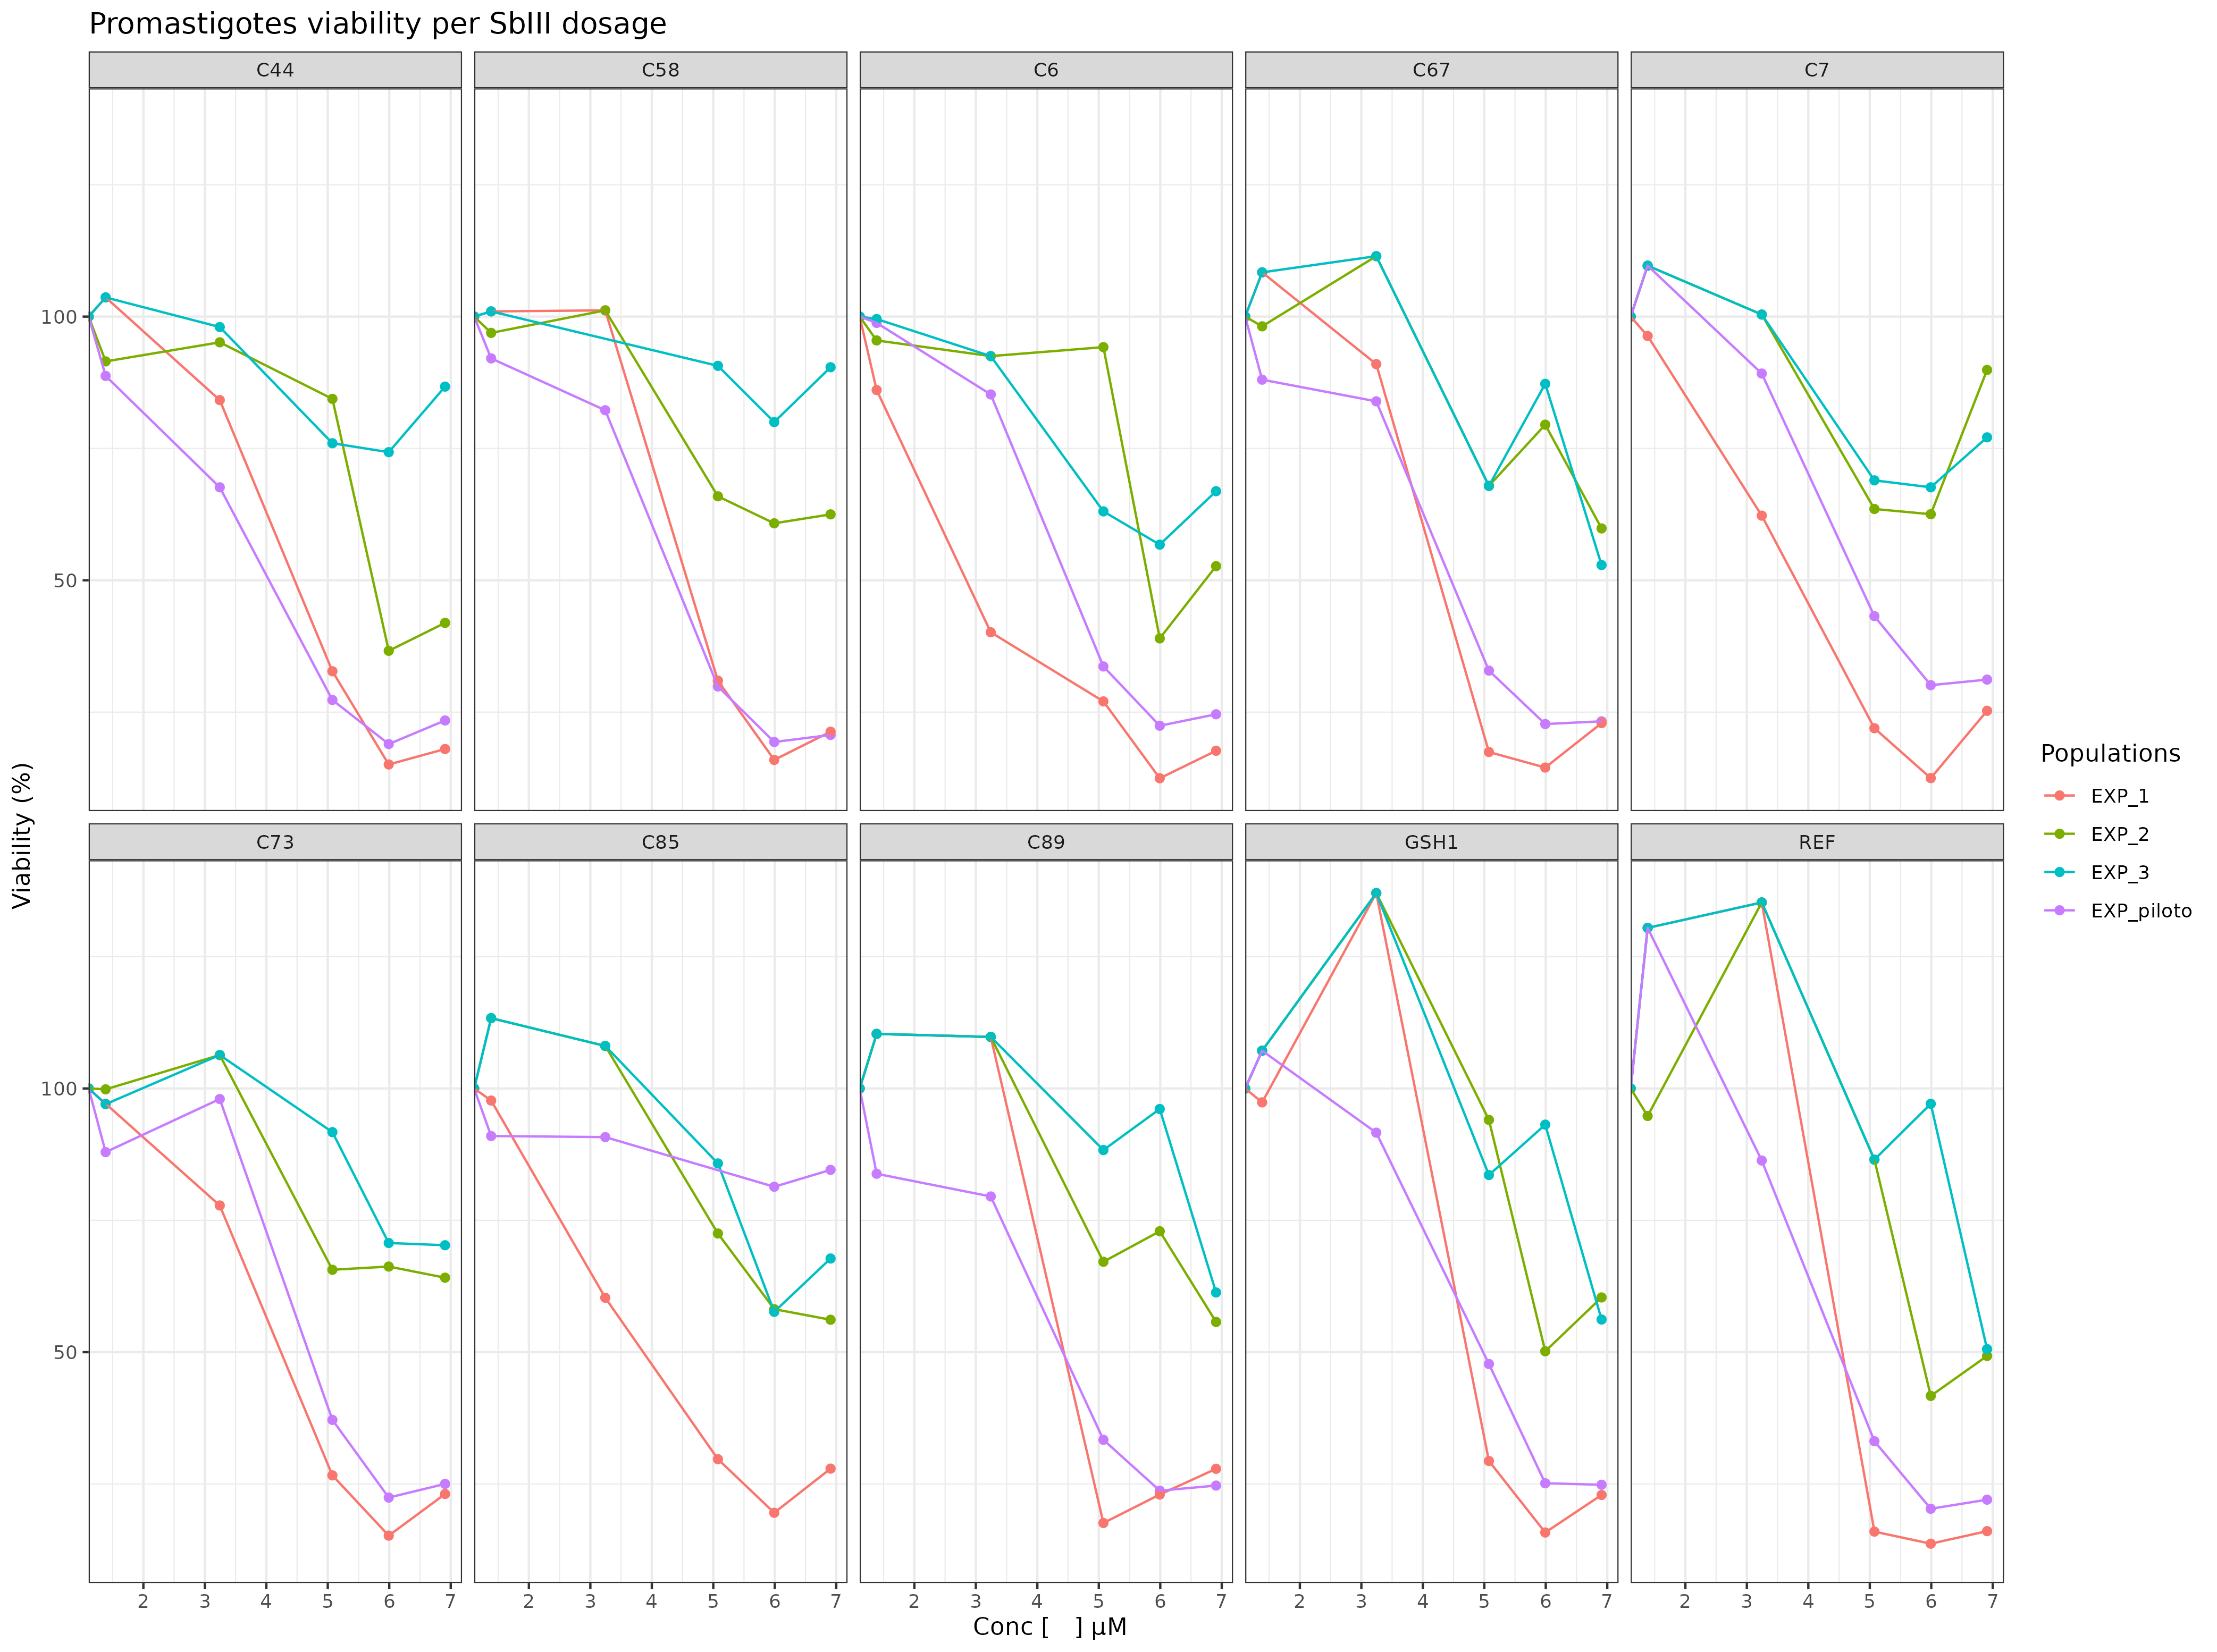 Promastigotes viability per SbIII dosage
C44 C58 C6 C67 C7
100
50
Viability (%)
C73 C85 C89 GSH1 REF
100
50
2 3 4 5 6 7 2 3 4 5 6 7 2 3 4 5 6 7 2 3 4 5 6 7 2 3 4 5 6 7
Conc [ ] µM
Populations
EXP_1
EXP_2
EXP_3
EXP_piloto